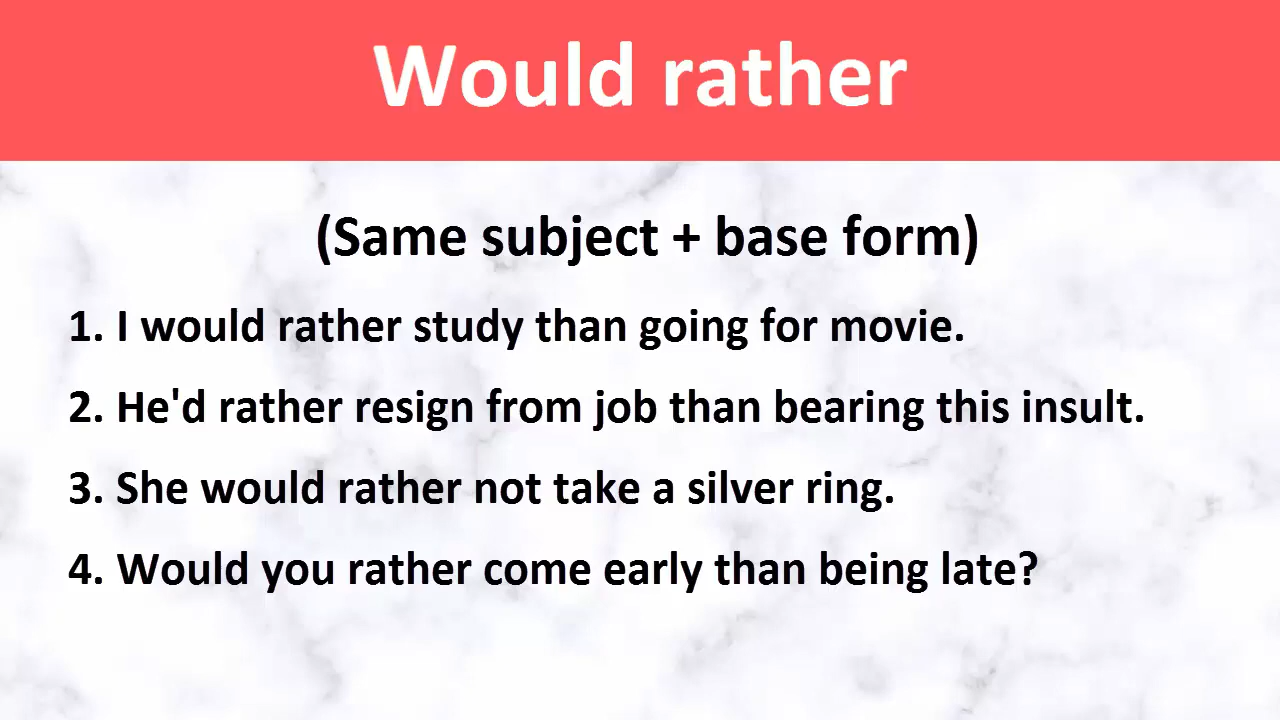 Would rather
(Same subject + base form)
1. I would rather study than going for movie.
2. He'd rather resign from job than bearing this insult.
3. She would rather not take a silver ring.
4. Would you rather come early than being late?